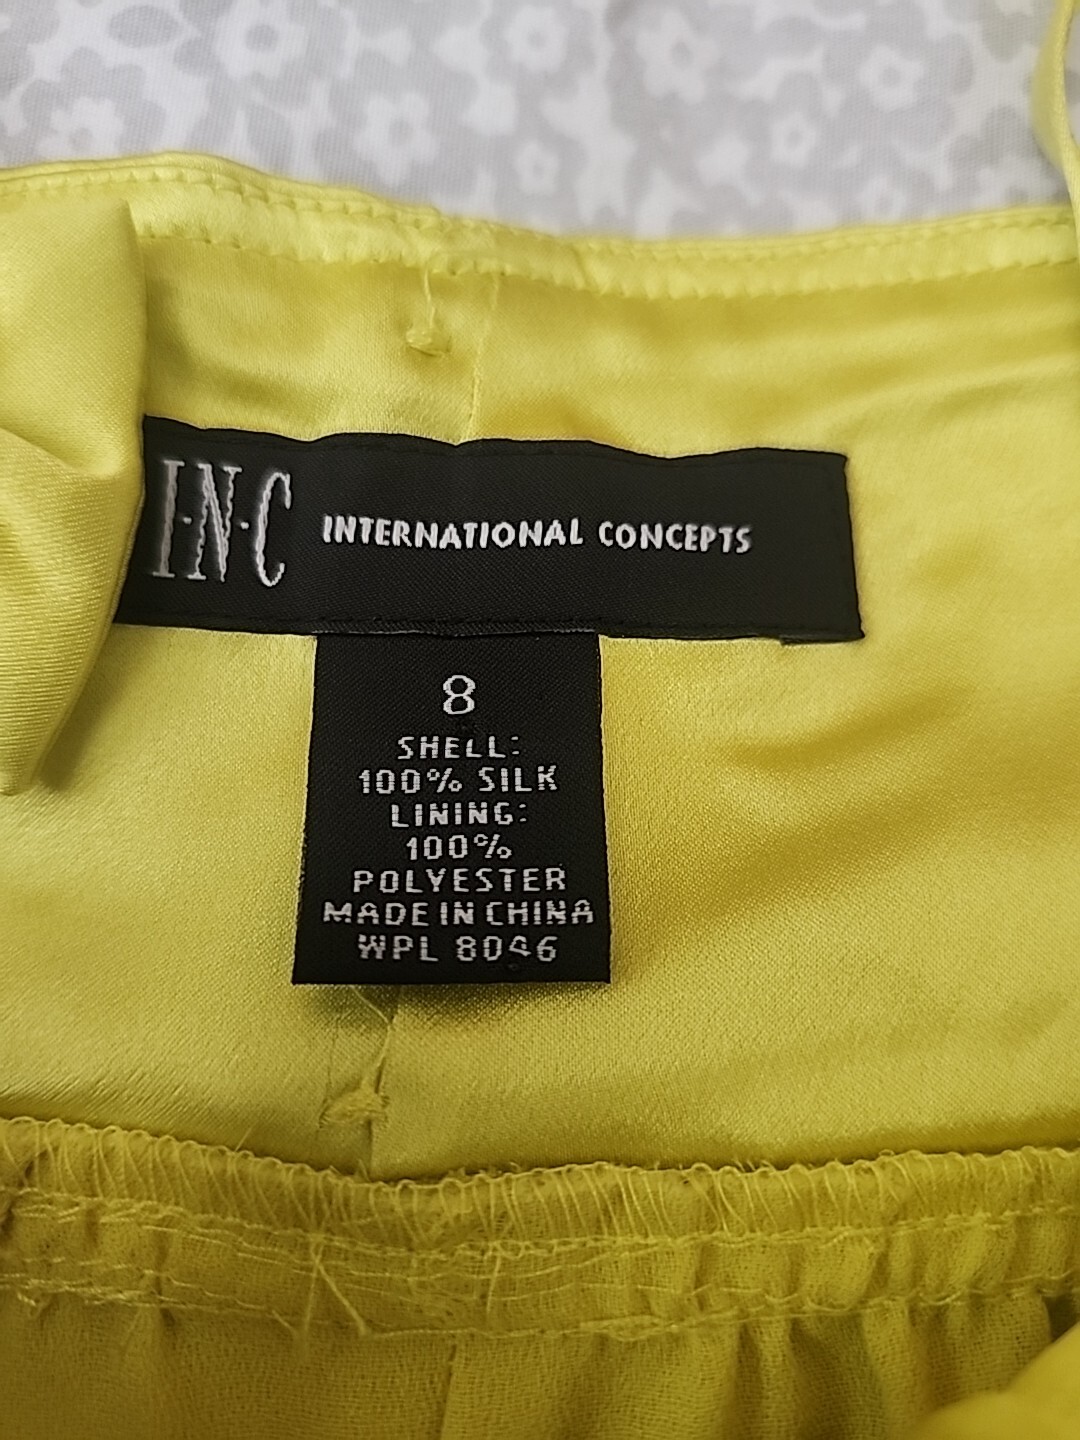 I·N·C INTERNATIONAL CONCEPTS
8
SHELL:
100% SILK
LINING:
100%
POLYESTER
MADE IN CHINA
WPL 8046